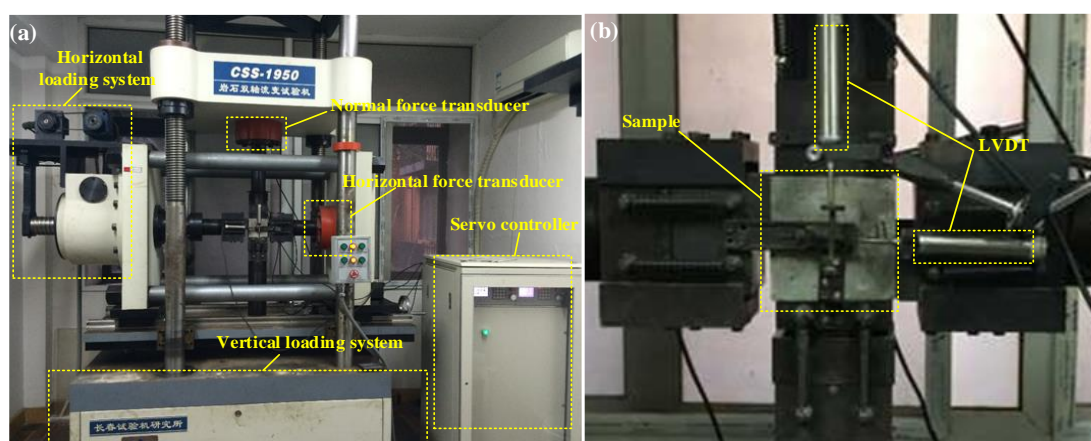 (a)
Horizontal
loading system
CSS-1950
岩石双轴流变试验机
Normal force transducer
Horizontal force transducer
Servo controller
Vertical loading system
长春试验机研究所
(b)
Sample
LVDT